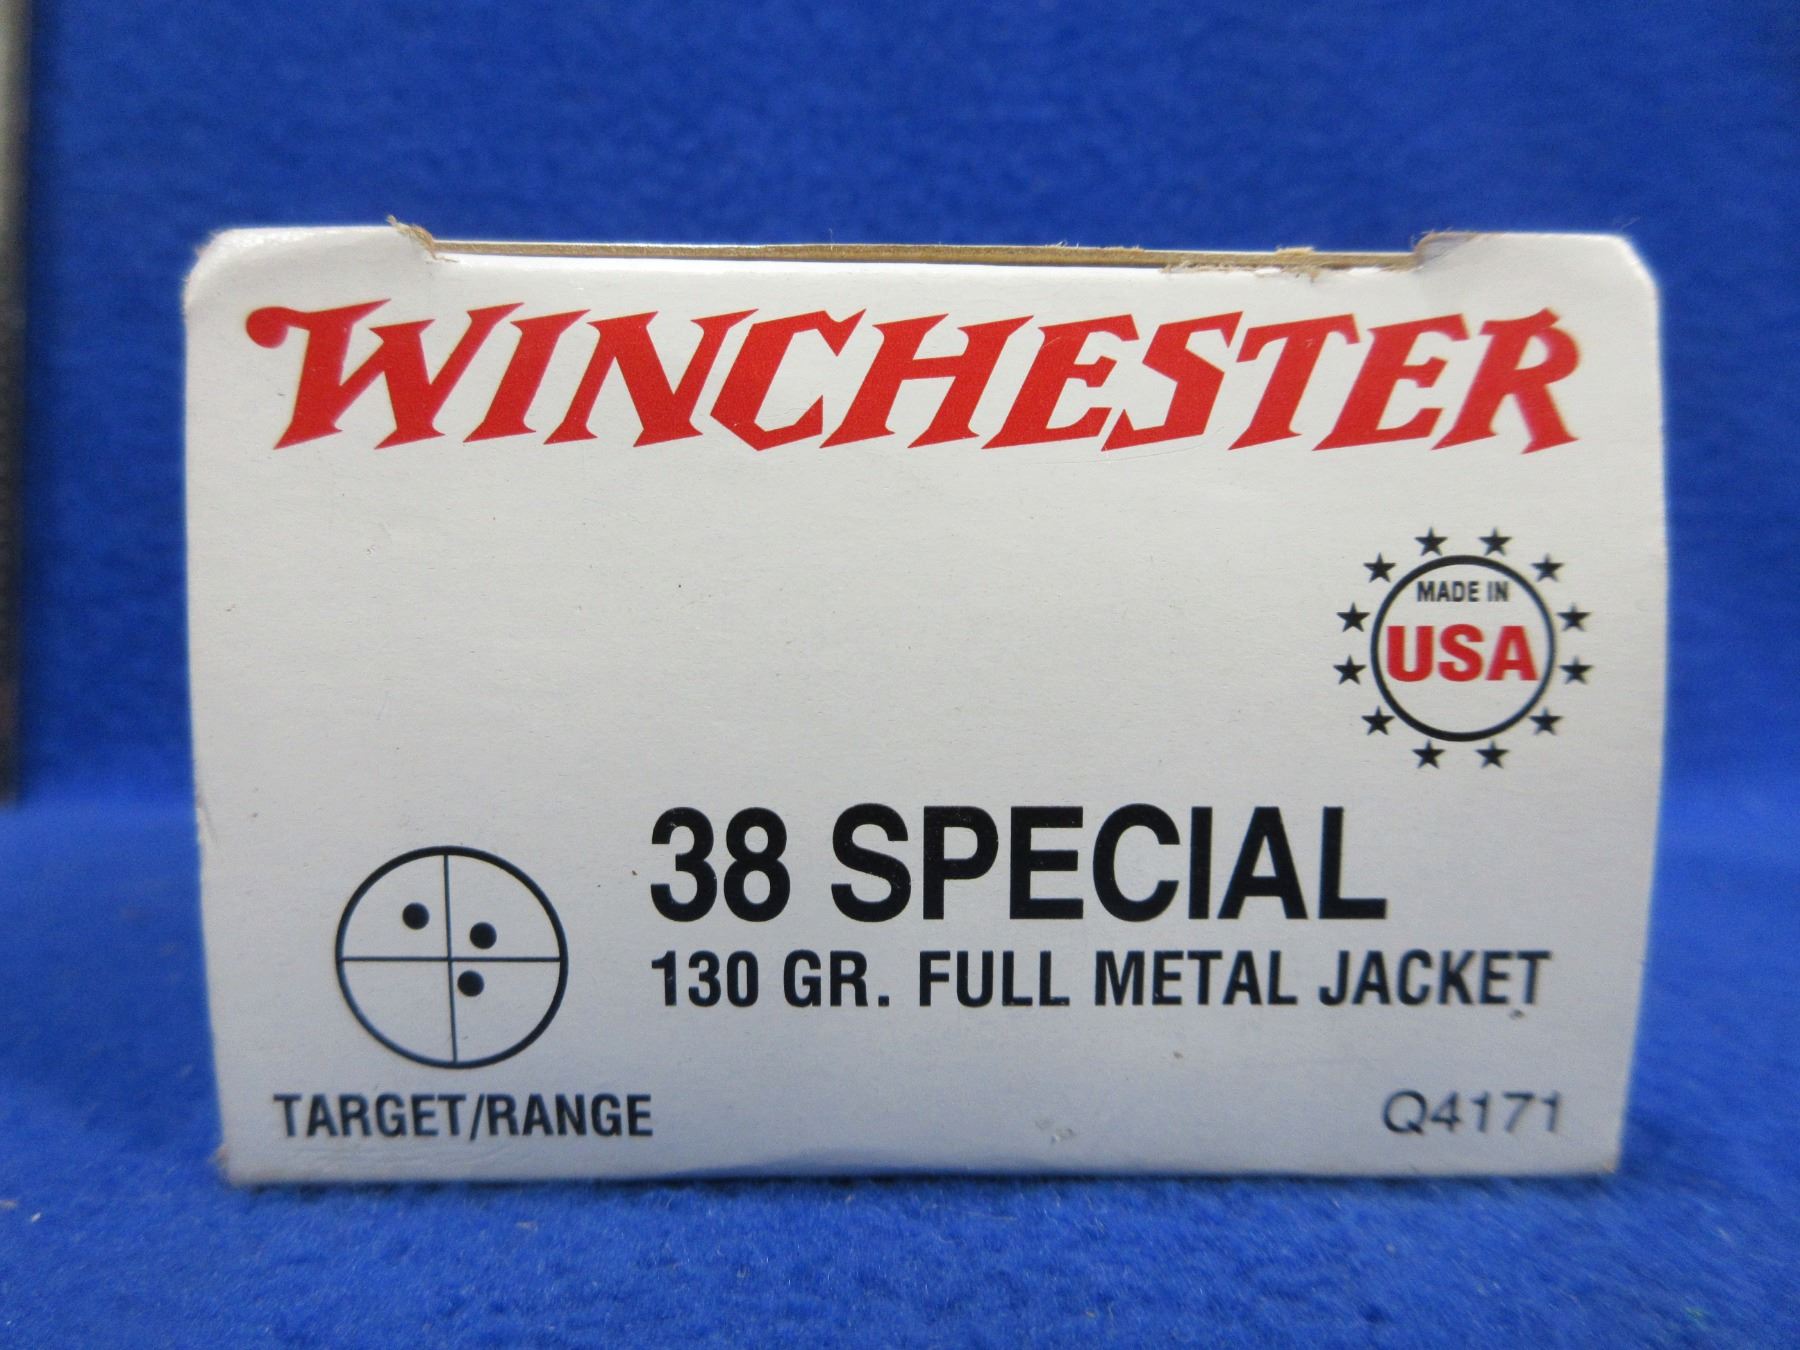 WINCHESTER
MADE IN
USA
38 SPECIAL
130 GR. FULL METAL JACKET
TARGET/RANGE
Q4171